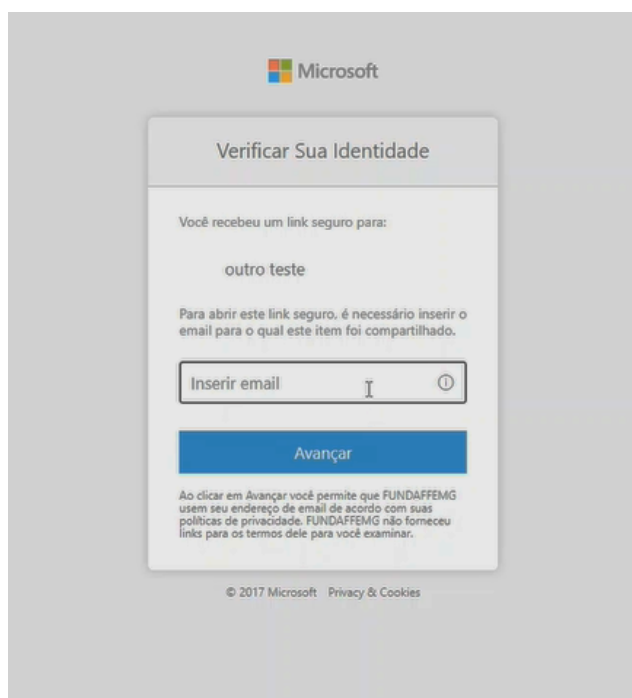 Microsoft
Verificar Sua Identidade
Você recebeu um link seguro para:
outro teste
Para abrir este link seguro, é necessário inserir o
email para o qual este item foi compartilhado.
Inserir email
Avançar
Ao clicar em Avançar você permite que FUNDAFFEMG
usem seu endereço de email de acordo com suas
políticas de privacidade. FUNDAFFEMG não forneceu
links para os termos dele para você examinar.
© 2017 Microsoft Privacy & Cookies